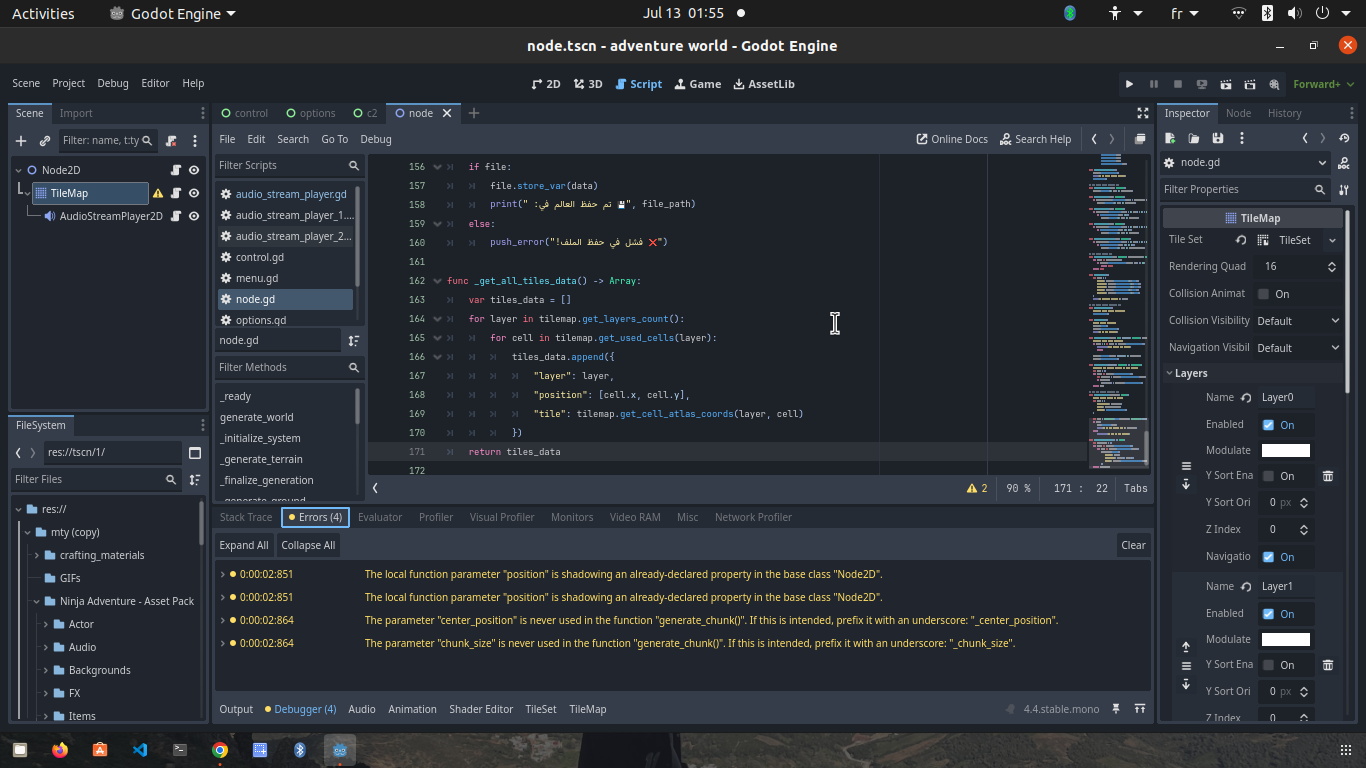 Activities Godot Engine Jul 13 01:55 fr
node.tscn - adventure world - Godot Engine
Scene Project Debug Editor Help 2D 3D Script Game AssetLib Forward+
Scene Import
Filter: name, t:ty
Node2D
TileMap
AudioStreamPlayer2D
FileSystem
res://tscn/1/
Filter Files
res://
mty (copy)
crafting_materials
GIFs
Ninja Adventure - Asset Pack
Actor
Audio
Backgrounds
FX
Items
control options c2 node
File Edit Search Go To Debug Online Docs Search Help
Filter Scripts
audio_stream_player.gd
audio_stream_player_1....
audio_stream_player_2...
control.gd
menu.gd
node.gd
options.gd
node.gd
Filter Methods
_ready
generate_world
_initialize_system
_generate_terrain
_finalize_generation
_generate_ground
156 if file:
157 file.store_var(data)
158 print("💾 تم حفظ العالم في: ", file_path)
159 else:
160 push_error("❌ فشل في حفظ الملف!")
161
162 func _get_all_tiles_data() -> Array:
163 var tiles_data = []
164 for layer in tilemap.get_layers_count():
165 for cell in tilemap.get_used_cells(layer):
166 tiles_data.append({
167 "layer": layer,
168 "position": [cell.x, cell.y],
169 "tile": tilemap.get_cell_atlas_coords(layer, cell)
170 })
171 return tiles_data
172
2 90 % 171 : 22 Tabs
Stack Trace Errors (4) Evaluator Profiler Visual Profiler Monitors Video RAM Misc Network Profiler
Expand All Collapse All Clear
0:00:02:851 The local function parameter "position" is shadowing an already-declared property in the base class "Node2D".
0:00:02:851 The local function parameter "position" is shadowing an already-declared property in the base class "Node2D".
0:00:02:864 The parameter "center_position" is never used in the function "generate_chunk()". If this is intended, prefix it with an underscore: "_center_position".
0:00:02:864 The parameter "chunk_size" is never used in the function "generate_chunk()". If this is intended, prefix it with an underscore: "_chunk_size".
Output Debugger (4) Audio Animation Shader Editor TileSet TileMap 4.4.stable.mono
Inspector Node History
node.gd
Filter Properties
TileMap
Tile Set TileSet
Rendering Quad 16
Collision Animat On
Collision Visibility Default
Navigation Visibil Default
Layers
Name Layer0
Enabled On
Modulate
Y Sort Ena On
Y Sort Ori 0 px
Z Index 0
Navigatio On
Name Layer1
Enabled On
Modulate
Y Sort Ena On
Y Sort Ori 0 px
Z Index 0